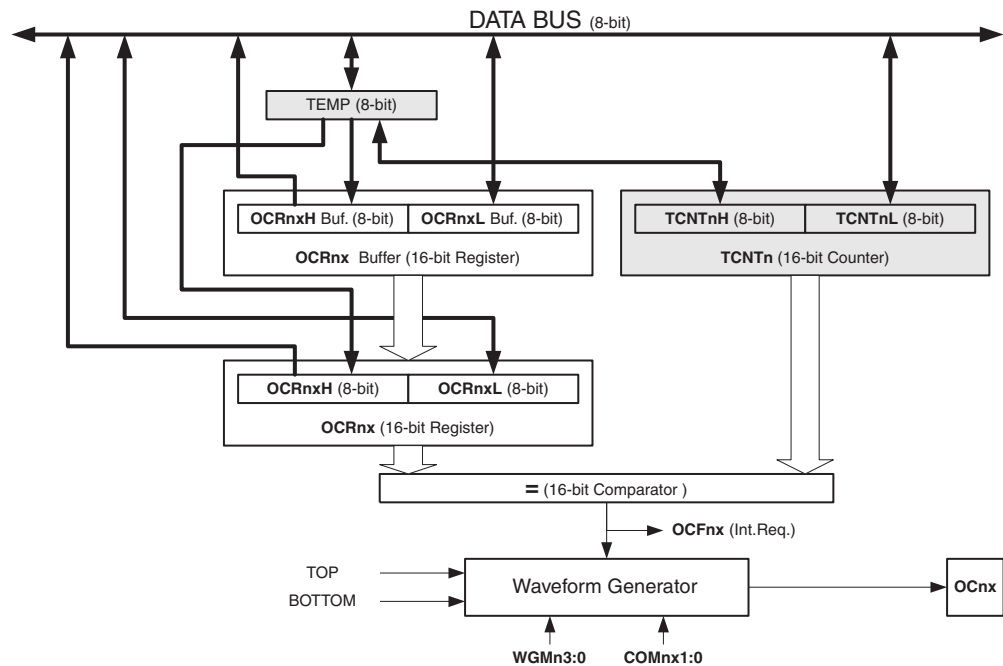 DATA BUS (8-bit)
TEMP (8-bit)
OCRnxH Buf. (8-bit) OCRnxL Buf. (8-bit)
OCRnx Buffer (16-bit Register)
TCNTnH (8-bit) TCNTnL (8-bit)
TCNTn (16-bit Counter)
OCRnxH (8-bit) OCRnxL (8-bit)
OCRnx (16-bit Register)
= (16-bit Comparator )
OCFnx (Int.Req.)
TOP
BOTTOM
Waveform Generator
OCnx
WGMn3:0 COMnx1:0